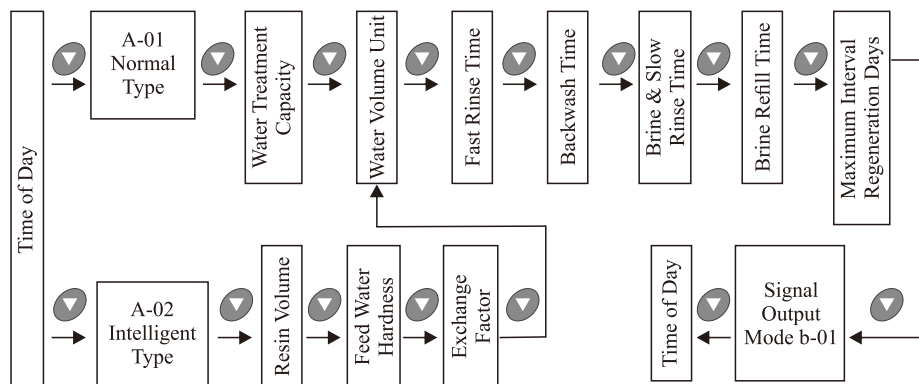 Time of Day
A-01
Normal
Type
Water Treatment
Capacity
Water Volume Unit
Fast Rinse Time
Backwash Time
Brine & Slow
Rinse Time
Brine Refill Time
Maximum Interval
Regeneration Days
A-02
Intelligent
Type
Resin Volume
Feed Water
Hardness
Exchange
Factor
Time of Day
Signal
Output
Mode b-01